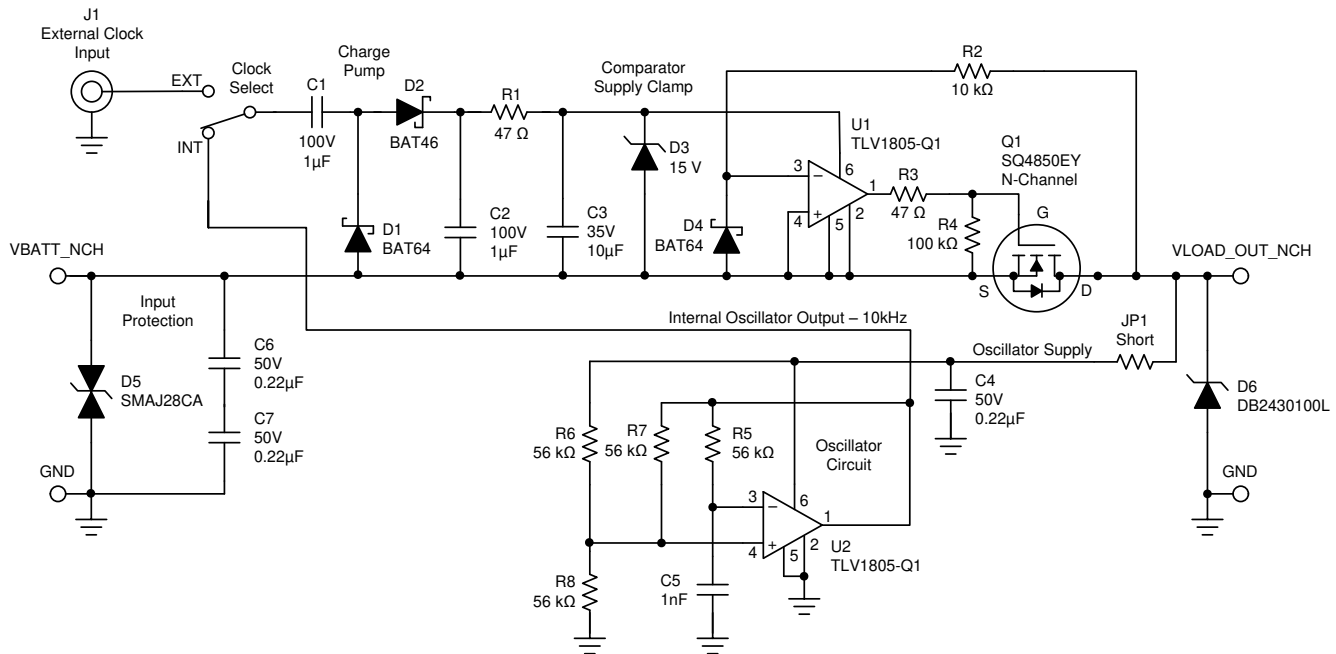 J1
External Clock
Input
EXT
Clock
Select
INT
C1
100V
1µF
Charge
Pump
D2
BAT46
R1
47 Ω
Comparator
Supply Clamp
D3
15 V
D1
BAT64
C2
100V
1µF
C3
35V
10µF
D4
BAT64
R2
10 kΩ
U1
TLV1805-Q1
3
−
6
+
4
5
2
1
R3
47 Ω
R4
100 kΩ
Q1
SQ4850EY
N-Channel
G
S
D
VBATT_NCH
VLOAD_OUT_NCH
Input
Protection
D5
SMAJ28CA
C6
50V
0.22µF
C7
50V
0.22µF
GND
Internal Oscillator Output – 10kHz
Oscillator Supply
JP1
Short
C4
50V
0.22µF
D6
DB2430100L
GND
R6
56 kΩ
R7
56 kΩ
R5
56 kΩ
Oscillator
Circuit
3
−
6
+
4
5
2
1
U2
TLV1805-Q1
R8
56 kΩ
C5
1nF